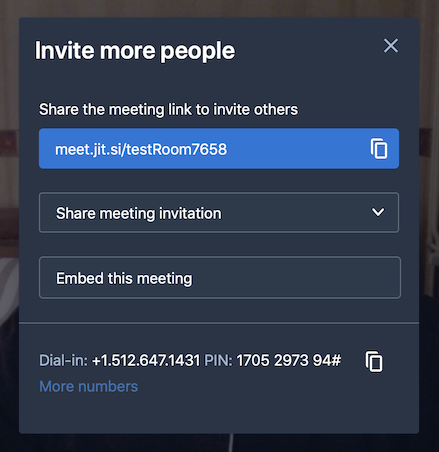 Invite more people
Share the meeting link to invite others
meet.jit.si/testRoom7658
Share meeting invitation
Embed this meeting
Dial-in: +1.512.647.1431 PIN: 1705 2973 94#
More numbers